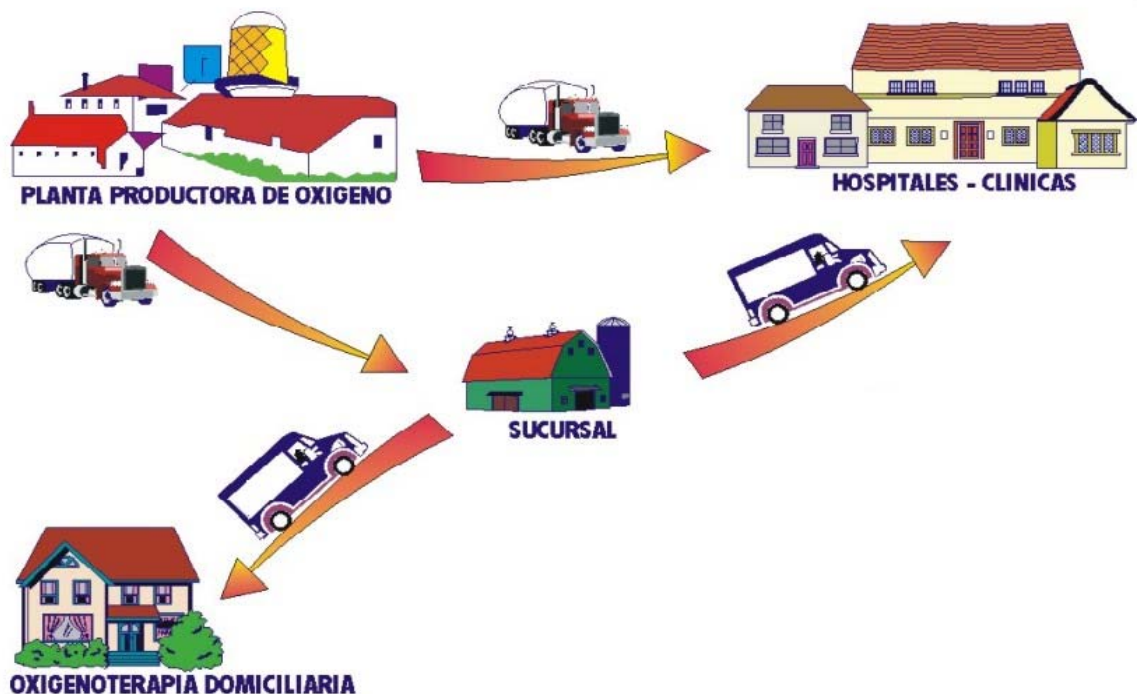 PLANTA PRODUCTORA DE OXIGENO
HOSPITALES - CLINICAS
SUCURSAL
OXIGENOTERAPIA DOMICILIARIA